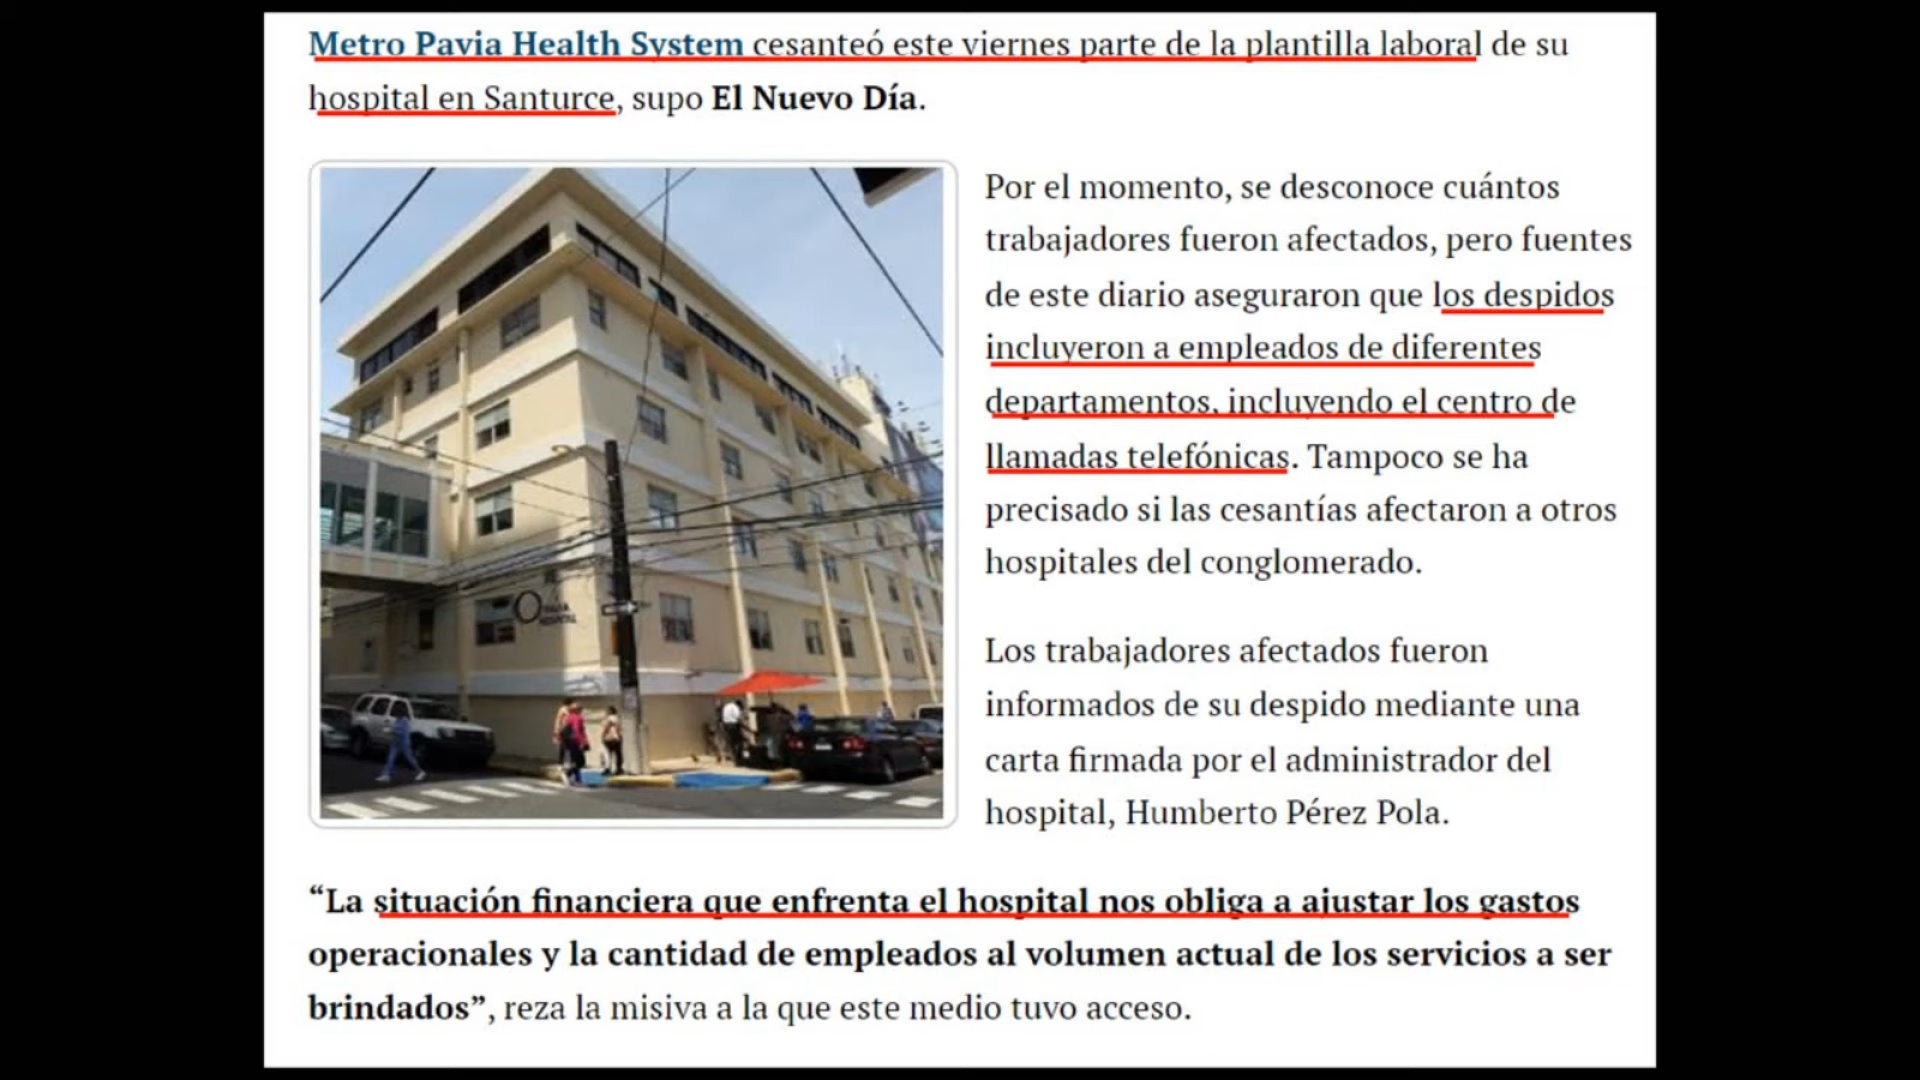 Metro Pavia Health System cesanteó este viernes parte de la plantilla laboral de su
hospital en Santurce, supo El Nuevo Día.
Por el momento, se desconoce cuántos
trabajadores fueron afectados, pero fuentes
de este diario aseguraron que los despidos
incluyeron a empleados de diferentes
departamentos, incluyendo el centro de
llamadas telefónicas. Tampoco se ha
precisado si las cesantías afectaron a otros
hospitales del conglomerado.
Los trabajadores afectados fueron
informados de su despido mediante una
carta firmada por el administrador del
hospital, Humberto Pérez Pola.
“La situación financiera que enfrenta el hospital nos obliga a ajustar los gastos
operacionales y la cantidad de empleados al volumen actual de los servicios a ser
brindados”, reza la misiva a la que este medio tuvo acceso.